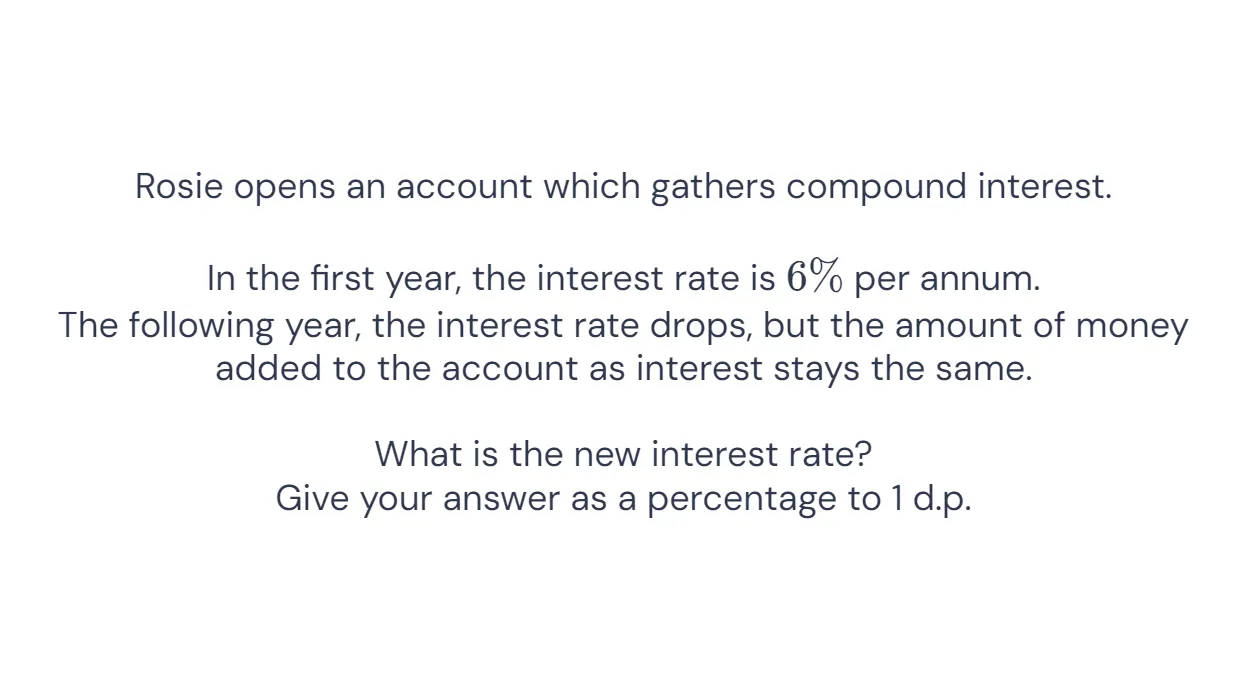 Rosie opens an account which gathers compound interest.
In the first year, the interest rate is 6% per annum.
The following year, the interest rate drops, but the amount of money
added to the account as interest stays the same.
What is the new interest rate?
Give your answer as a percentage to 1 d.p.